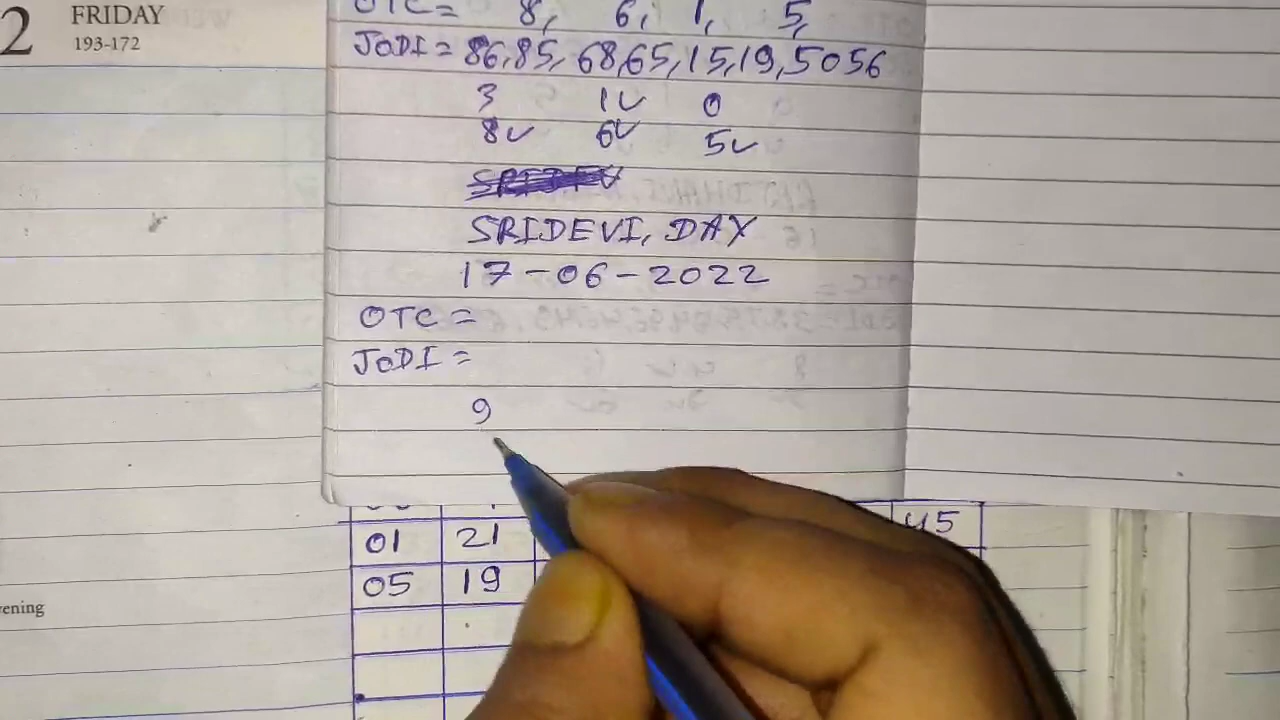 2 FRIDAY
193-172
OTC = 8, 6, 1, 5,
JODI = 86,85, 68,65,15,19,5056
3 1✓ 0
8✓ 6✓ 5✓
SRIDEVI, DAY
17-06-2022
OTC =
JODI =
9
45
01 21
05 19
ening